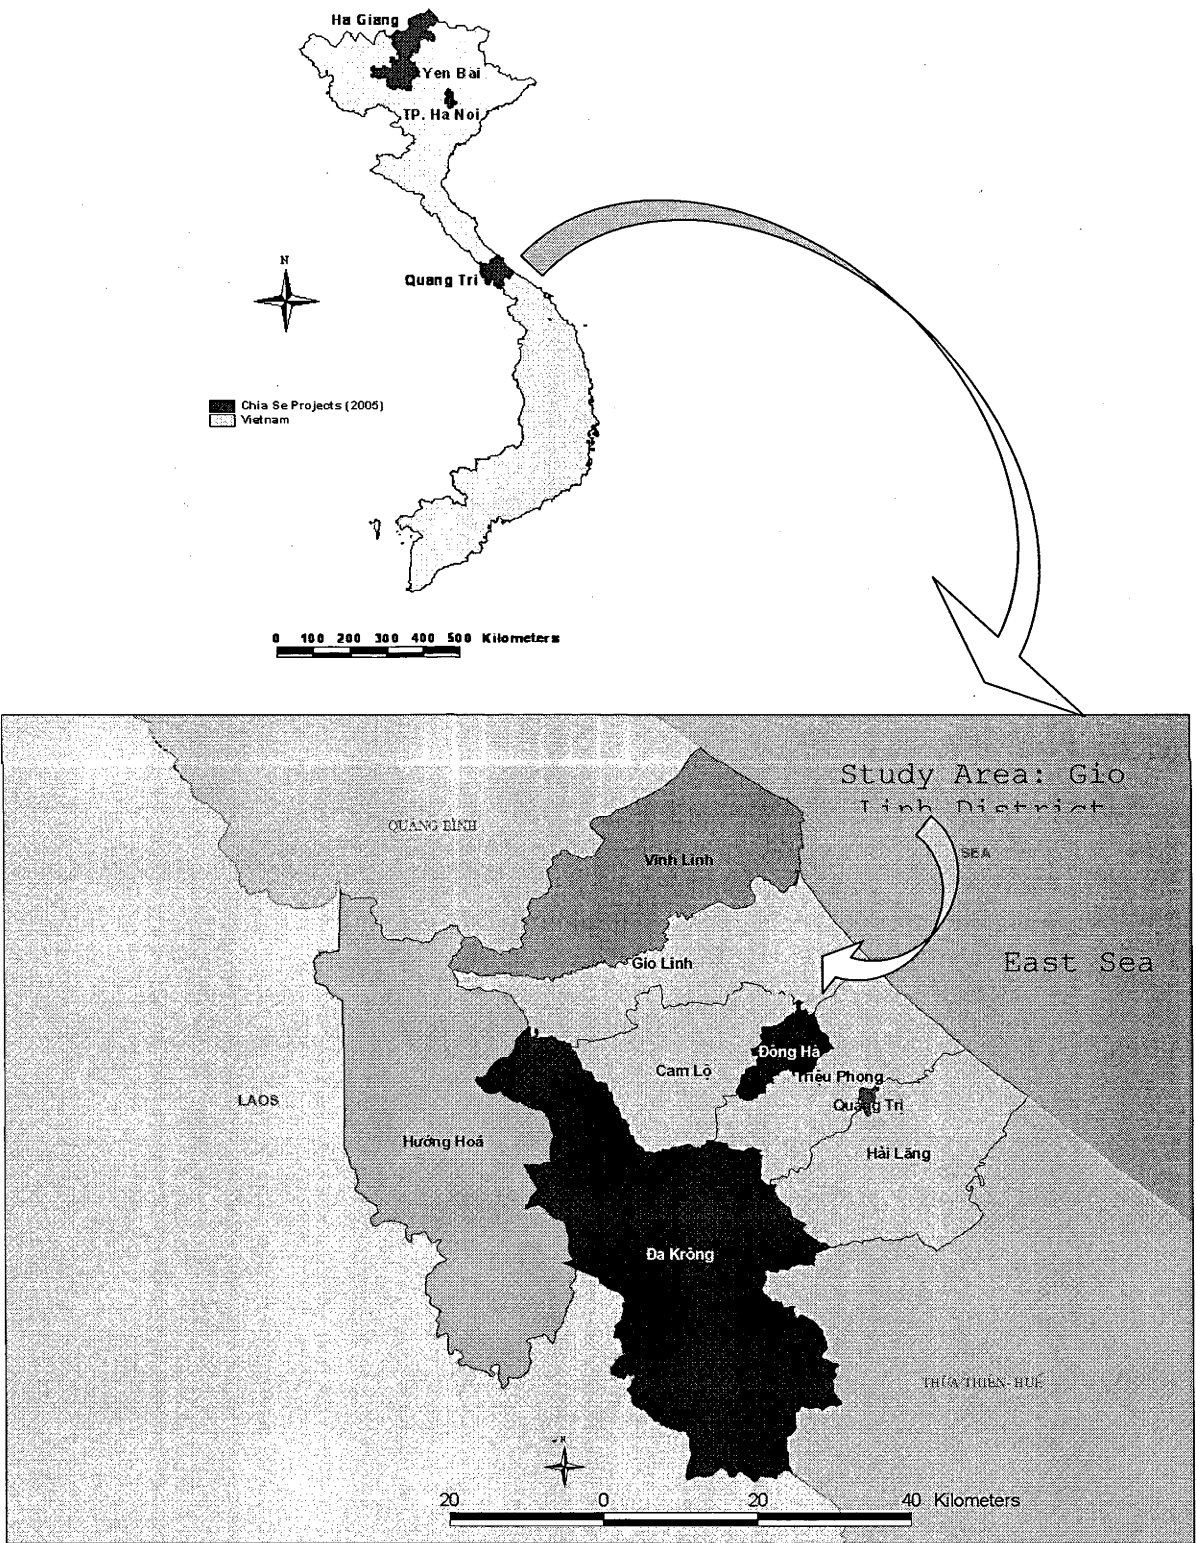 Ha Giang
Yen Bai
TP. Ha Noi
N
Quang Tri
Chia Se Projects (2005)
Vietnam
0 100 200 300 400 500 Kilometers
Study Area: Gio
Linh District
QUẢNG BÌNH
SEA
Vĩnh Linh
East Sea
Gio Linh
Đông Hà
Cam Lộ
Triệu Phong
LAOS
Quảng Trị
Hướng Hoá
Hải Lăng
Đa Krông
THỪA THIÊN-HUẾ
20 0 20 40 Kilometers